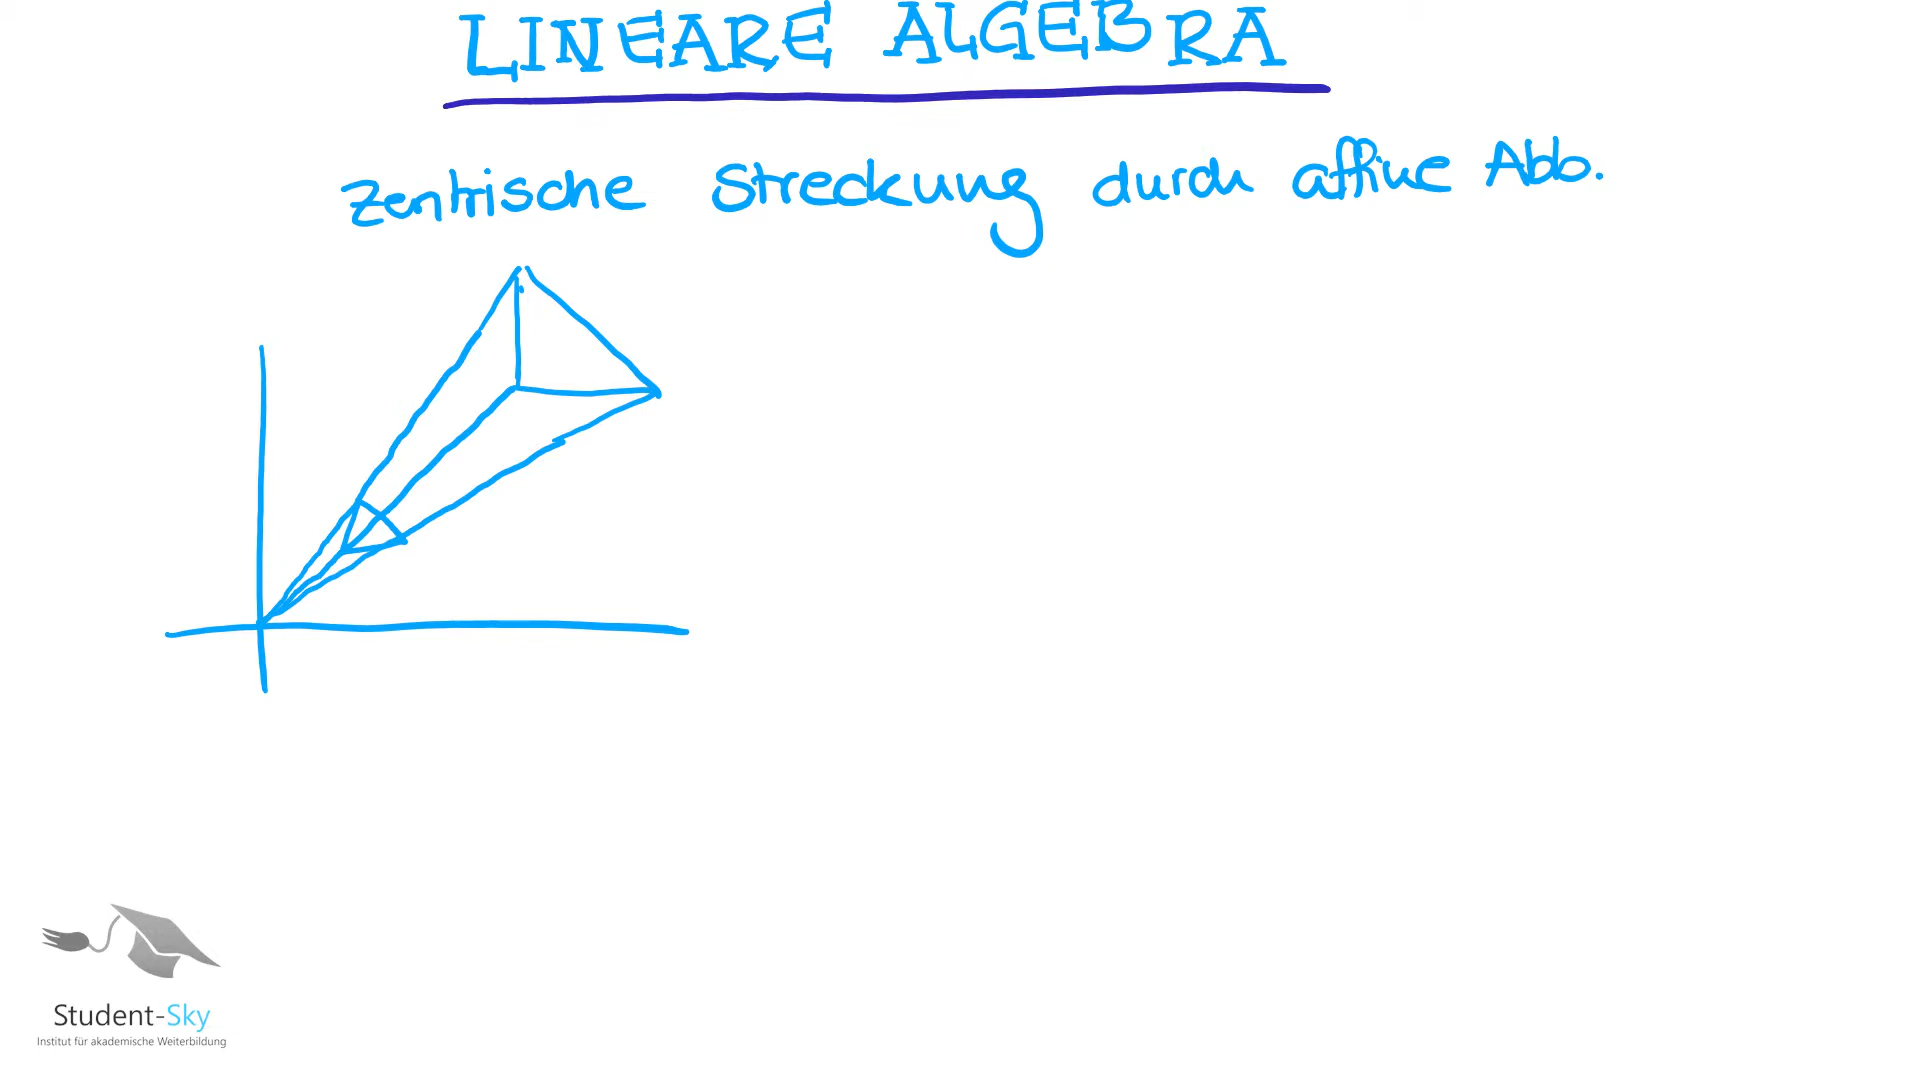 LINEARE ALGEBRA
Zentrische Streckung durch affine Abb.
Student-Sky
Institut für akademische Weiterbildung